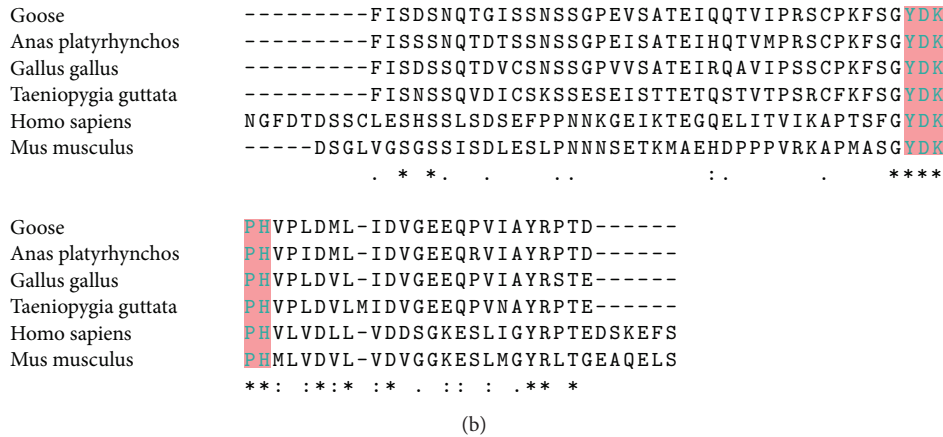 Goose ---------FISDSNQTGISSNSSGPEVSATEIQQTVIPRSCPKFSGYDK
Anas platyrhynchos ---------FISSSNQTDTSSNSSGPEISATEIHQTVMPRSCPKFSGYDK
Gallus gallus ---------FISDSSQTDVCSNSSGPVVSATEIRQAVIPSSCPKFSGYDK
Taeniopygia guttata ---------FISNSSQVDICSKSSESEISTTETQSTVTPSRCFKFSGYDK
Homo sapiens NGFDTDSSCLESHSSLSDSEFPPNNKGEIKTEGQELITVIKAPTSFGYDK
Mus musculus -----DSGLVGSGSSISDLESLPNNNSETKMAEHDPPPVRKAPMASGYDK
. * *. . .. :. . ****
Goose PHVPLDML-IDVGEEQPVIAYRPTD------
Anas platyrhynchos PHVPIDML-IDVGEEQRVIAYRPTD------
Gallus gallus PHVPLDVL-IDVGEEQPVIAYRSTE------
Taeniopygia guttata PHVPLDVLMIDVGEEQPVNAYRPTE------
Homo sapiens PHVLVDLL-VDDSGKESLIGYRPTEDSKEFS
Mus musculus PHMLVDVL-VDVGGKESLMGYRLTGEAQELS
**: :*:* :* . :: : .** *
(b)